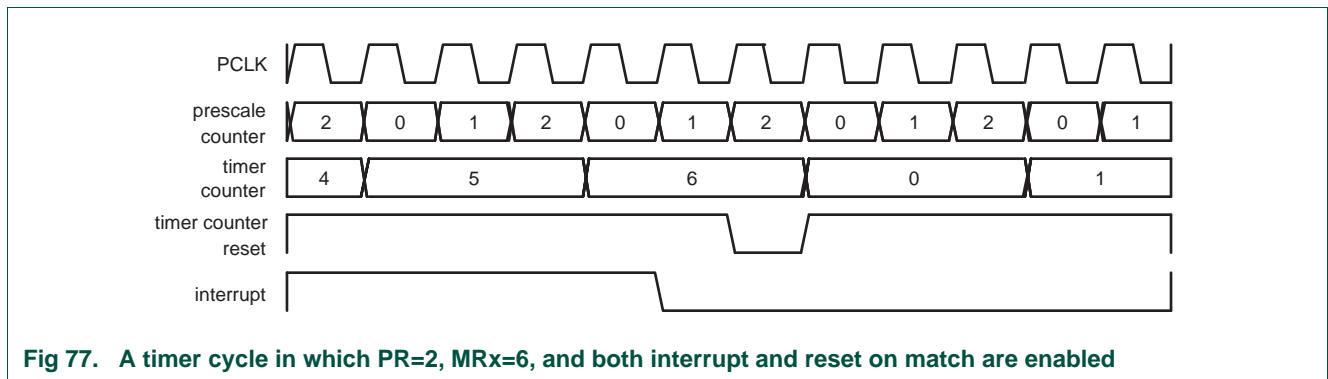 PCLK
prescale
counter
2 0 1 2 0 1 2 0 1 2 0 1
timer
counter
4 5 6 0 1
timer counter
reset
interrupt
Fig 77. A timer cycle in which PR=2, MRx=6, and both interrupt and reset on match are enabled